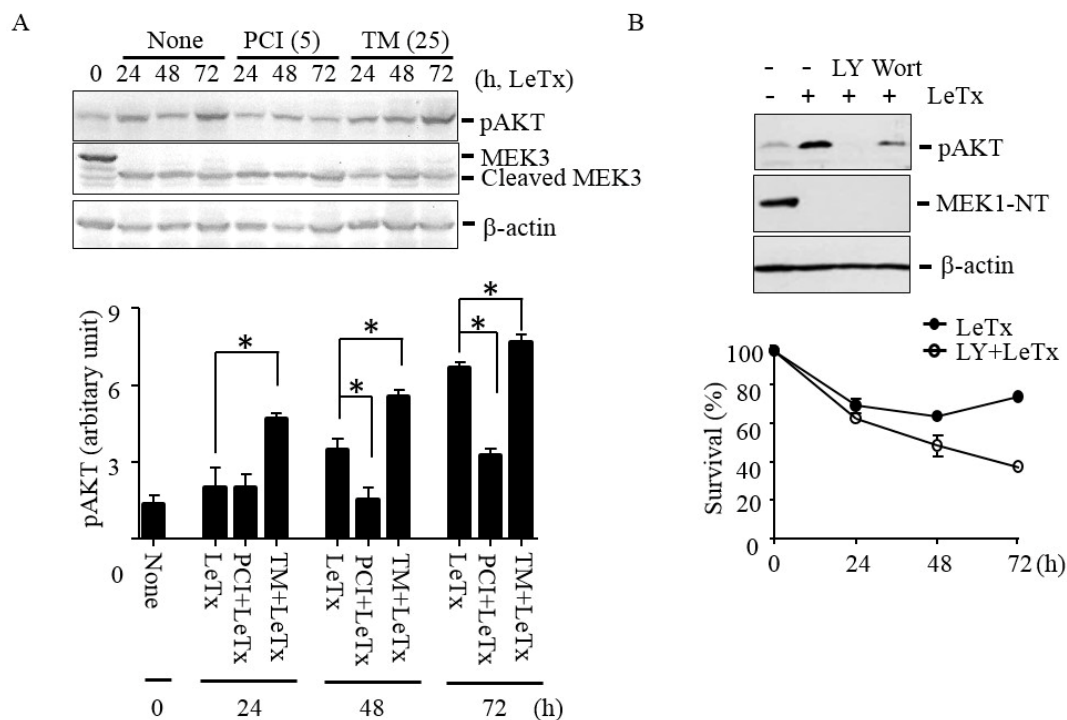 A
None PCI (5) TM (25)
0 24 48 72 24 48 72 24 48 72 (h, LeTx)
pAKT
MEK3
Cleaved MEK3
β-actin
pAKT (arbitary unit)
9
6
3
0
*
*
*
*
*
None
LeTx
PCI+LeTx
TM+LeTx
LeTx
PCI+LeTx
TM+LeTx
LeTx
PCI+LeTx
TM+LeTx
0 24 48 72 (h)
B
- - LY Wort
- + + + LeTx
pAKT
MEK1-NT
β-actin
LeTx
LY+LeTx
Survival (%)
100
80
60
40
20
0
0 24 48 72 (h)